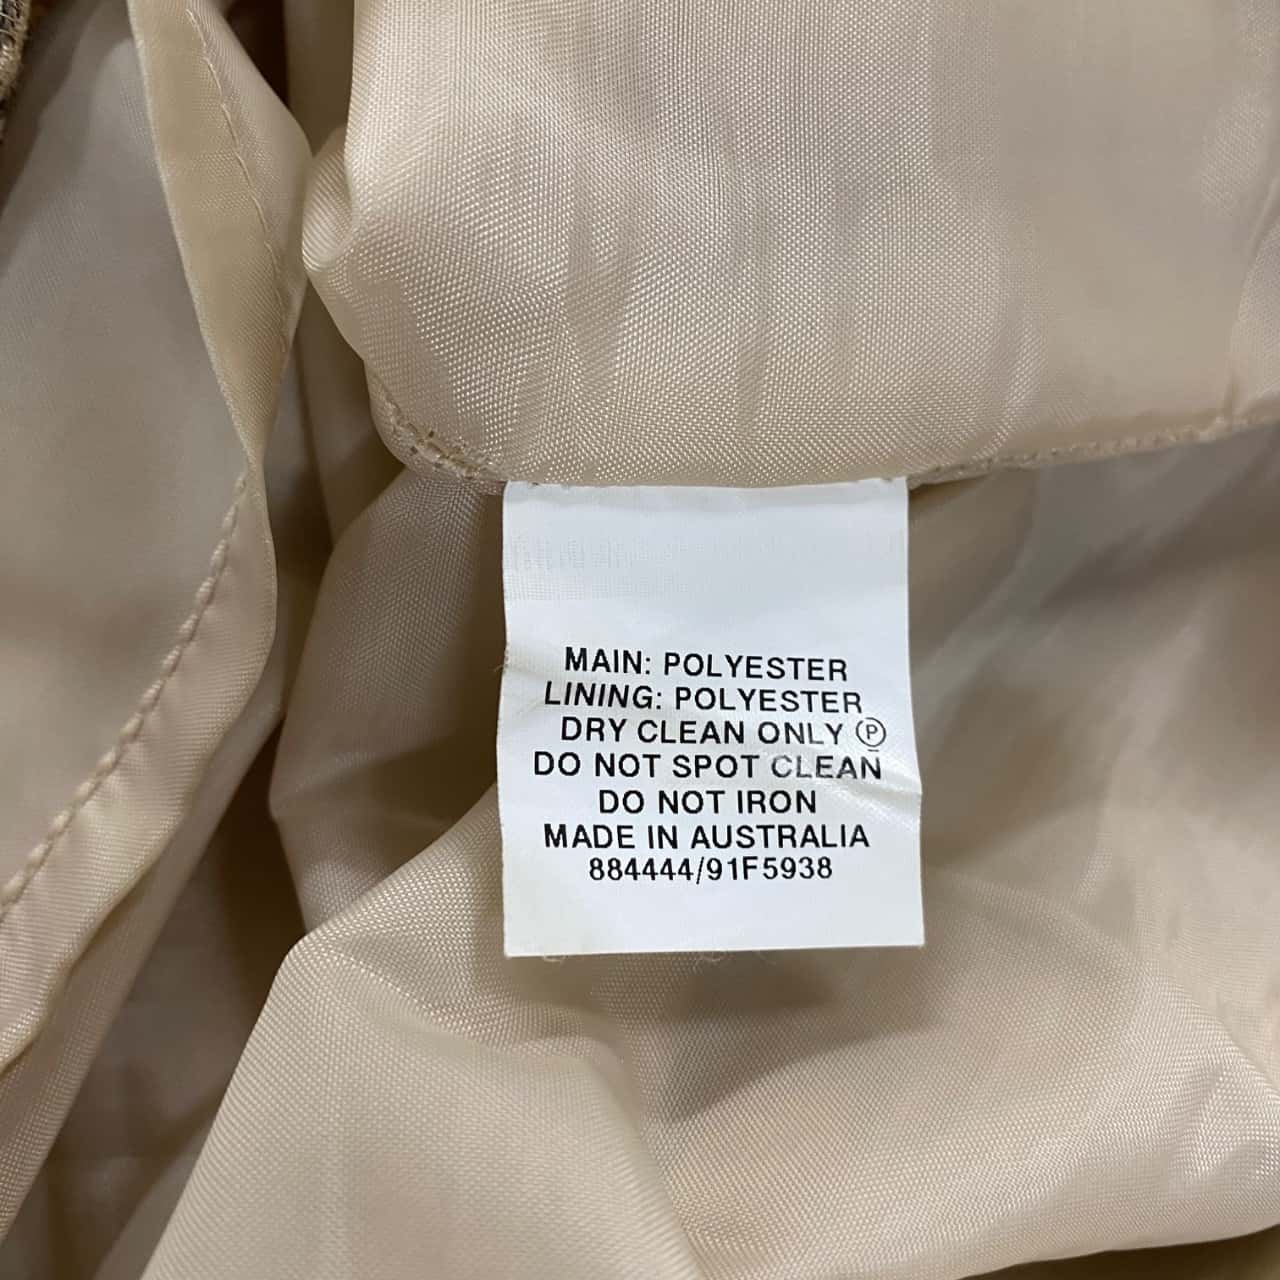 MAIN: POLYESTER
LINING: POLYESTER
DRY CLEAN ONLY Ⓟ
DO NOT SPOT CLEAN
DO NOT IRON
MADE IN AUSTRALIA
884444/91F5938